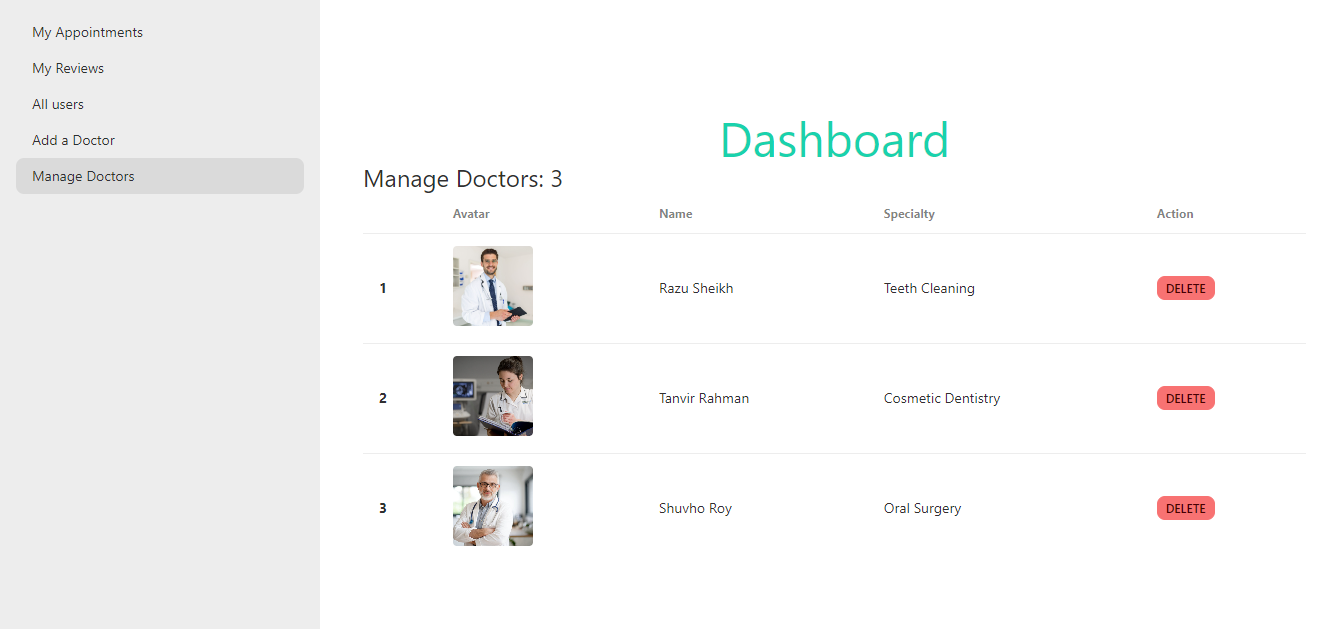 My Appointments
My Reviews
All users
Add a Doctor
Manage Doctors
Dashboard
Manage Doctors: 3
Avatar Name Specialty Action
1 Razu Sheikh Teeth Cleaning DELETE
2 Tanvir Rahman Cosmetic Dentistry DELETE
3 Shuvho Roy Oral Surgery DELETE